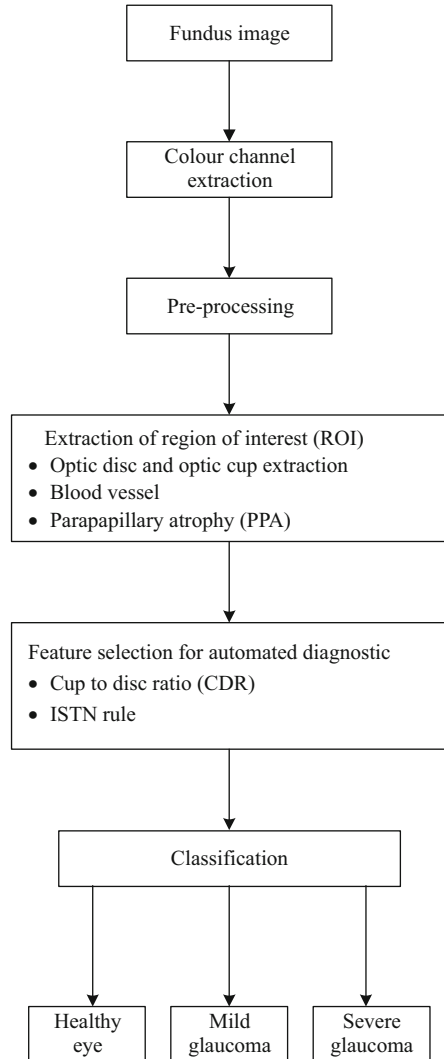 Fundus image
Colour channel
extraction
Pre-processing
Extraction of region of interest (ROI)
• Optic disc and optic cup extraction
• Blood vessel
• Parapapillary atrophy (PPA)
Feature selection for automated diagnostic
• Cup to disc ratio (CDR)
• ISTN rule
Classification
Healthy
eye
Mild
glaucoma
Severe
glaucoma